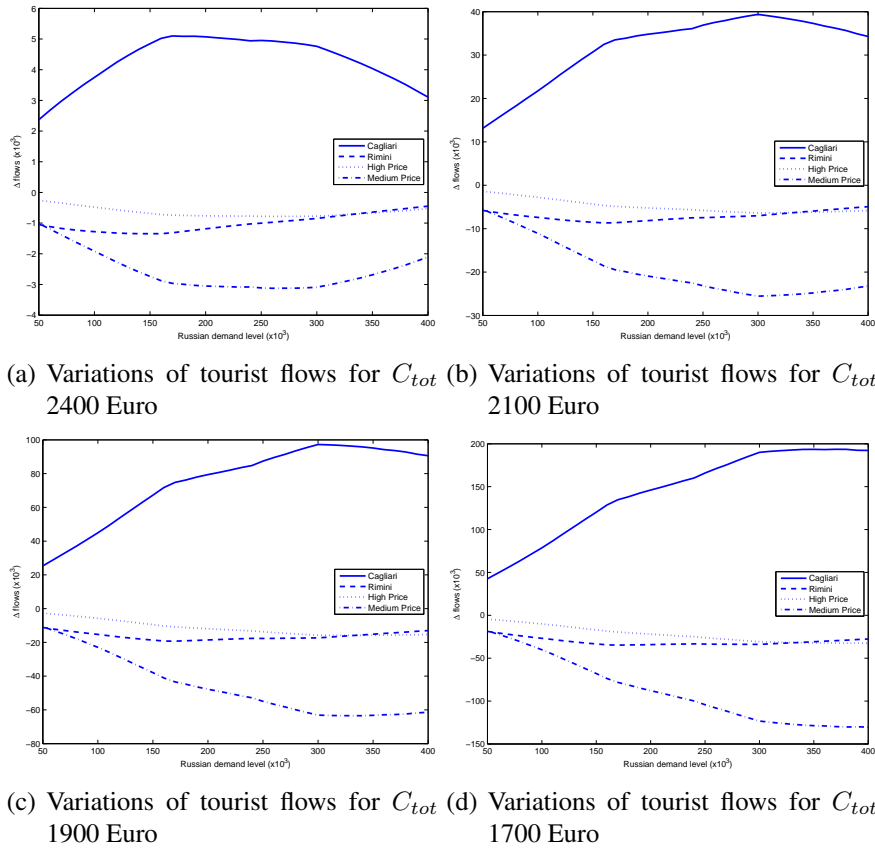 6
5
4
3
2
1
0
−1
−2
−3
−4
50 100 150 200 250 300 350 400
Δ flows (x10³)
Russian demand level (x10³)
Cagliari
Rimini
High Price
Medium Price
40
30
20
10
0
−10
−20
−30
50 100 150 200 250 300 350 400
Δ flows (x10³)
Russian demand level (x10³)
Cagliari
Rimini
High Price
Medium Price
(a) Variations of tourist flows for C_tot
2400 Euro
(b) Variations of tourist flows for C_tot
2100 Euro
100
80
60
40
20
0
−20
−40
−60
−80
50 100 150 200 250 300 350 400
Δ flows (x10³)
Russian demand level (x10³)
Cagliari
Rimini
High Price
Medium Price
200
150
100
50
0
−50
−100
−150
50 100 150 200 250 300 350 400
Δ flows (x10³)
Russian demand level (x10³)
Cagliari
Rimini
High Price
Medium Price
(c) Variations of tourist flows for C_tot
1900 Euro
(d) Variations of tourist flows for C_tot
1700 Euro